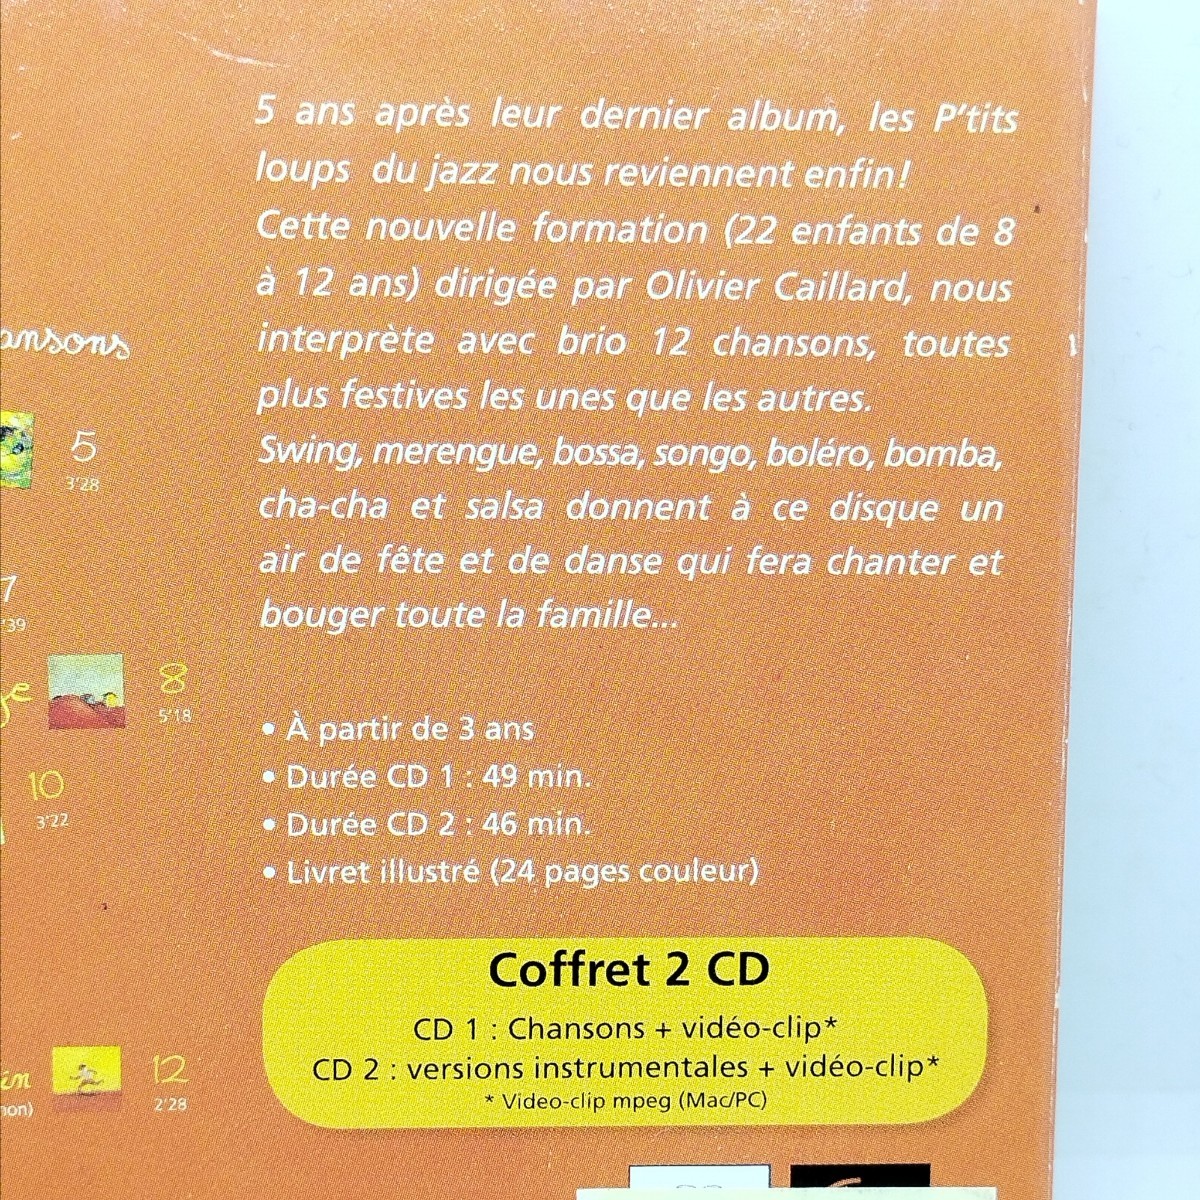 5 ans après leur dernier album, les P'tits
loups du jazz nous reviennent enfin!
Cette nouvelle formation (22 enfants de 8
à 12 ans) dirigée par Olivier Caillard, nous
interprète avec brio 12 chansons, toutes
plus festives les unes que les autres.
Swing, merengue, bossa, songo, boléro, bomba,
cha-cha et salsa donnent à ce disque un
air de fête et de danse qui fera chanter et
bouger toute la famille...
ansons
5
3'28
7
'39
8
5'18
10
3'22
12
2'28
• À partir de 3 ans
• Durée CD 1 : 49 min.
• Durée CD 2 : 46 min.
• Livret illustré (24 pages couleur)
Coffret 2 CD
CD 1 : Chansons + vidéo-clip*
CD 2 : versions instrumentales + vidéo-clip*
* Video-clip mpeg (Mac/PC)